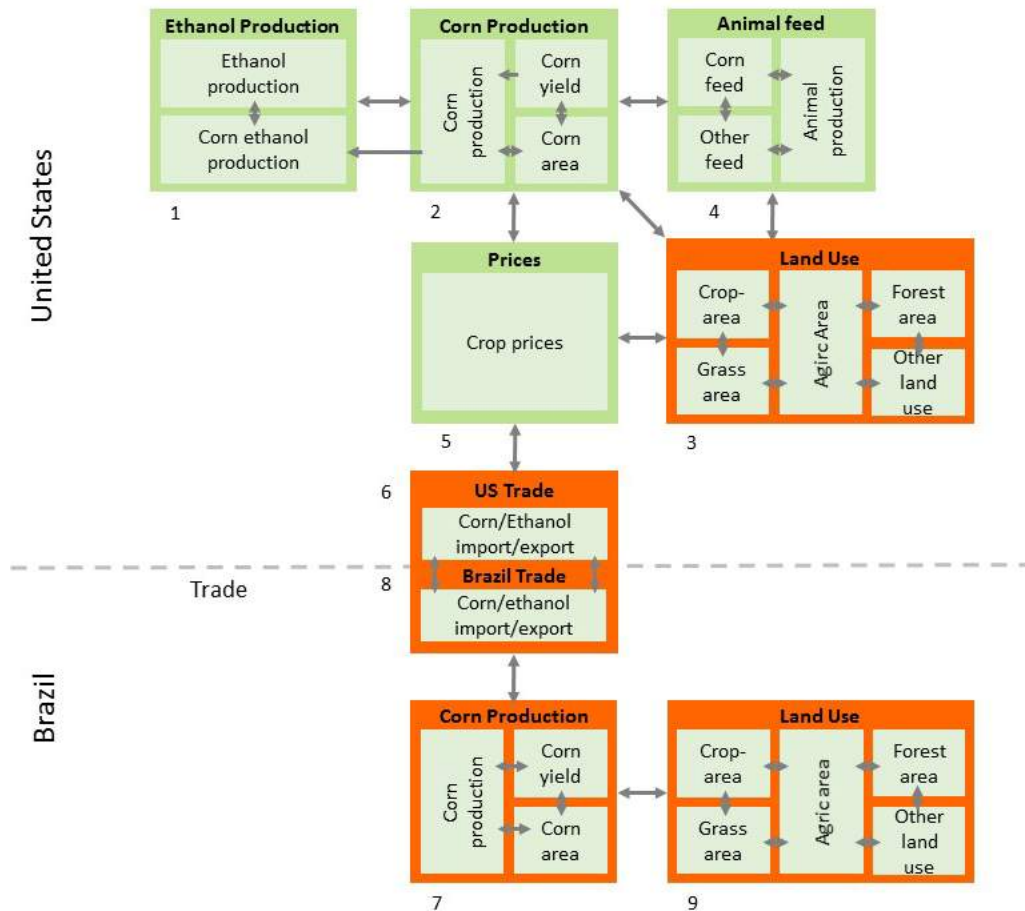 United States
Ethanol Production
Ethanol
production
Corn ethanol
production
1
Corn Production
Corn
production
Corn
yield
Corn
area
2
Animal feed
Corn
feed
Other
feed
Animal
production
4
Prices
Crop prices
5
Land Use
Crop-
area
Grass
area
Agirc Area
Forest
area
Other
land
use
3
6
US Trade
Corn/Ethanol
import/export
Trade
8
Brazil Trade
Corn/ethanol
import/export
Brazil
Corn Production
Corn
production
Corn
yield
Corn
area
7
Land Use
Crop-
area
Grass
area
Agric area
Forest
area
Other
land
use
9